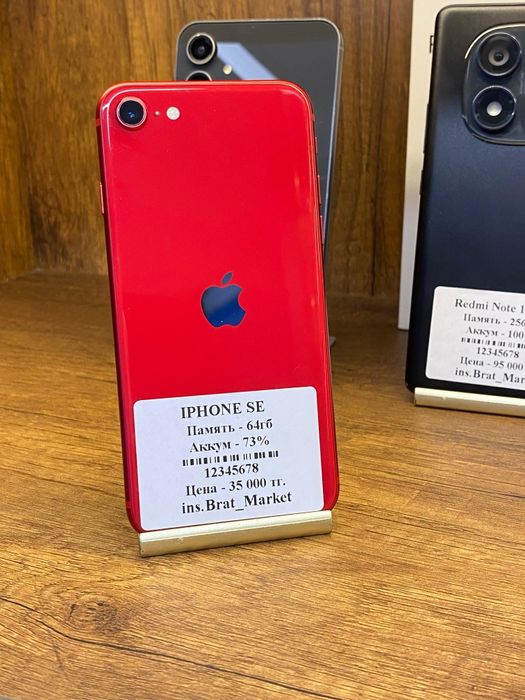 IPHONE SE
Память - 64гб
Аккум - 73%
12345678
Цена - 35 000 тг.
ins.Brat_Market
Redmi Note
Память - 256
Аккум - 100
12345678
Цена - 95 000
ins.Brat_Mar